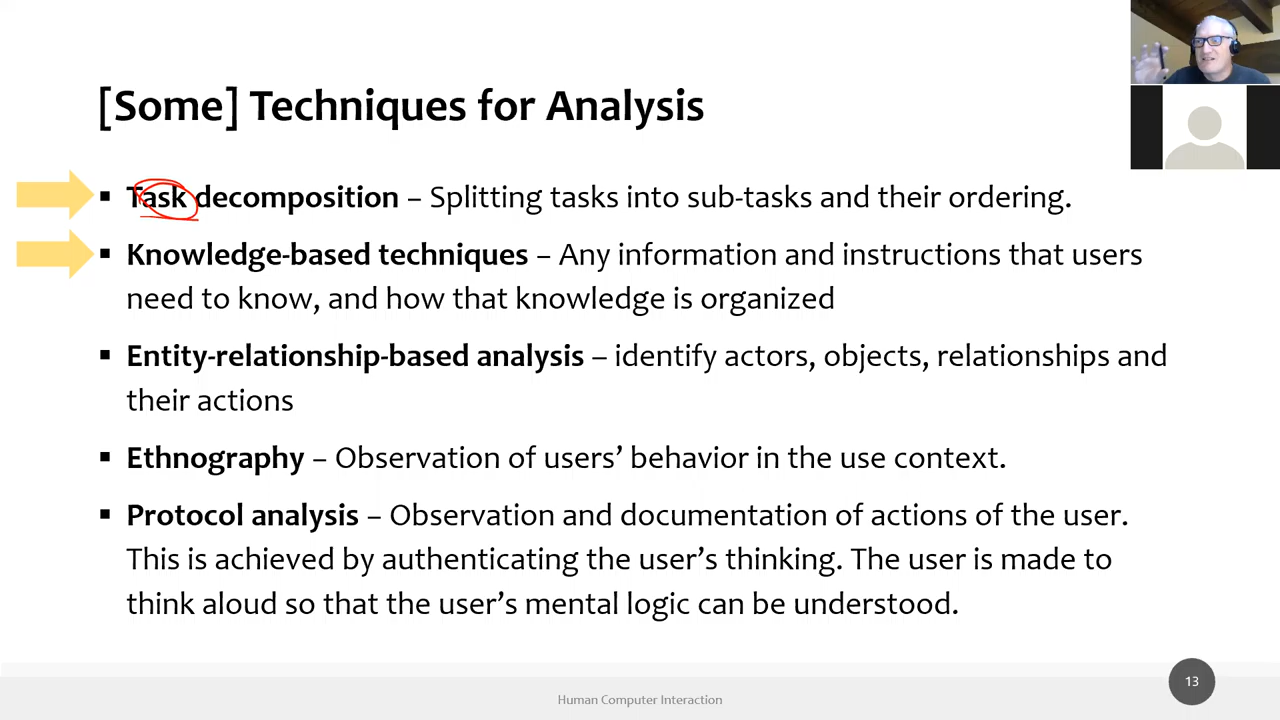 [Some] Techniques for Analysis
▪ Task decomposition – Splitting tasks into sub-tasks and their ordering.
▪ Knowledge-based techniques – Any information and instructions that users
need to know, and how that knowledge is organized
▪ Entity-relationship-based analysis – identify actors, objects, relationships and
their actions
▪ Ethnography – Observation of users’ behavior in the use context.
▪ Protocol analysis – Observation and documentation of actions of the user.
This is achieved by authenticating the user’s thinking. The user is made to
think aloud so that the user’s mental logic can be understood.
Human Computer Interaction
13